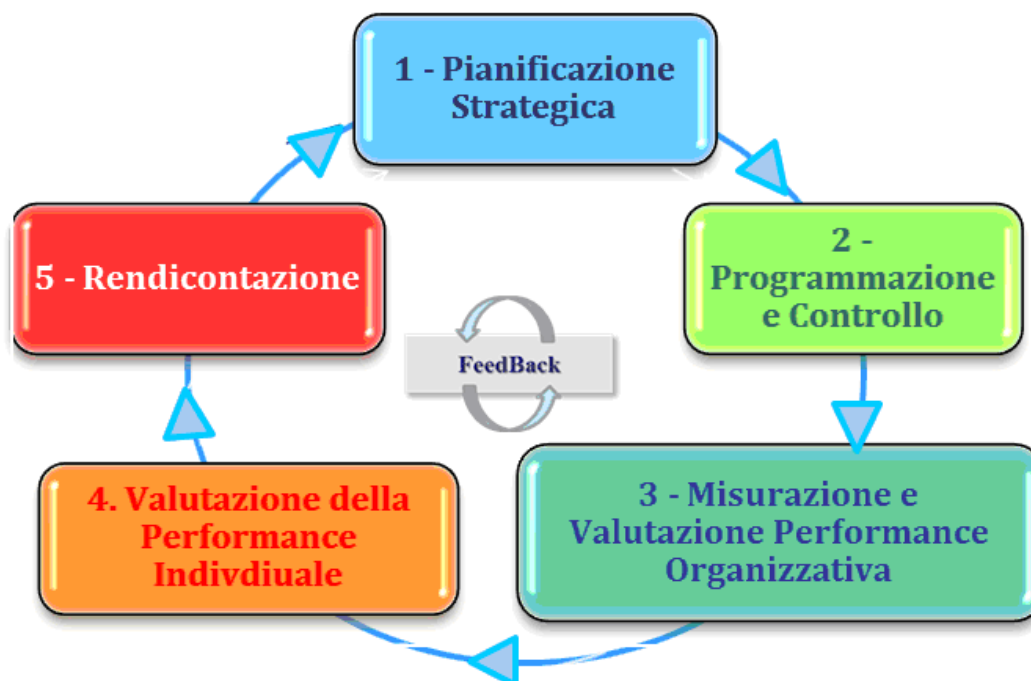 1 - Pianificazione
Strategica
2 -
Programmazione
e Controllo
3 - Misurazione e
Valutazione Performance
Organizzativa
4. Valutazione della
Performance
Indivdiuale
5 - Rendicontazione
FeedBack